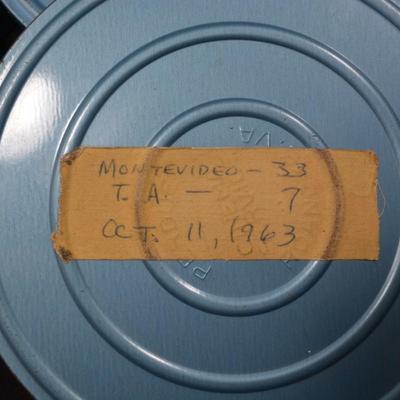 MONTEVIDEO - 33
T. A. — 7
OCT. 11, 1963